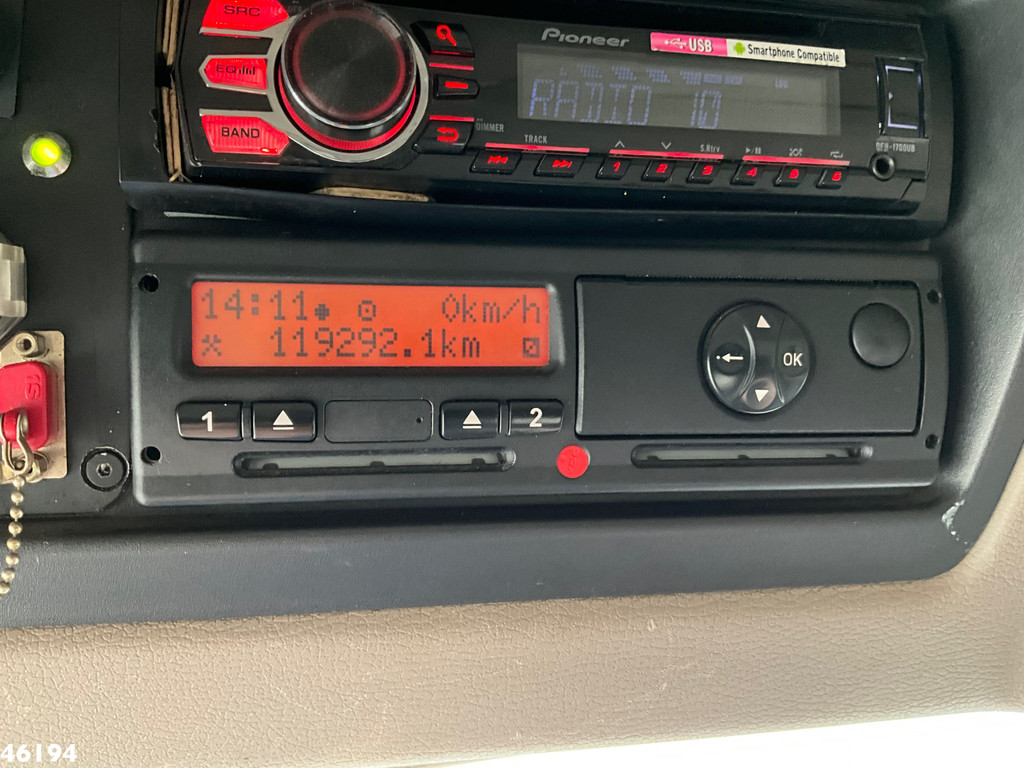 SRC
Pioneer
USB Smartphone Compatible
RADIO 10
BAND
DIMMER
TRACK
S.Rtrv
1 2 3 4 5 6
14:11 0km/h
119292.1km
OK
1 2
46194